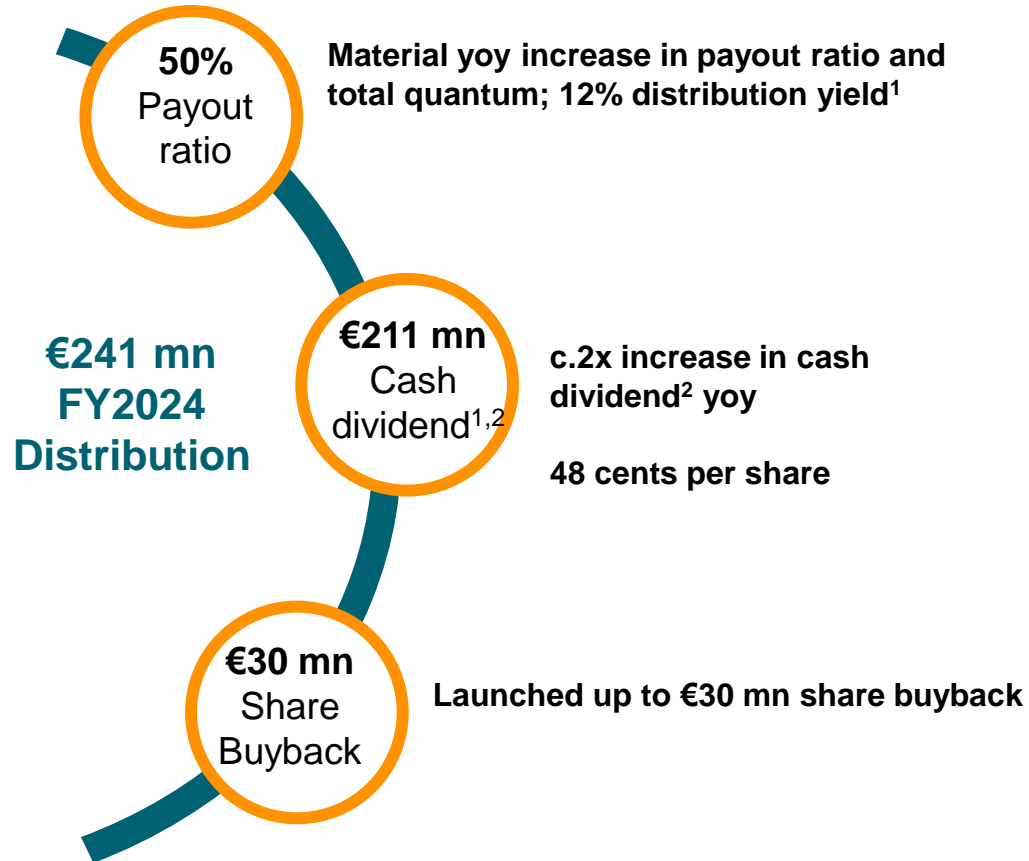 50%
Payout
ratio
Material yoy increase in payout ratio and
total quantum; 12% distribution yield¹
€241 mn
FY2024
Distribution
€211 mn
Cash
dividend¹,²
c.2x increase in cash
dividend² yoy
48 cents per share
€30 mn
Share
Buyback
Launched up to €30 mn share buyback